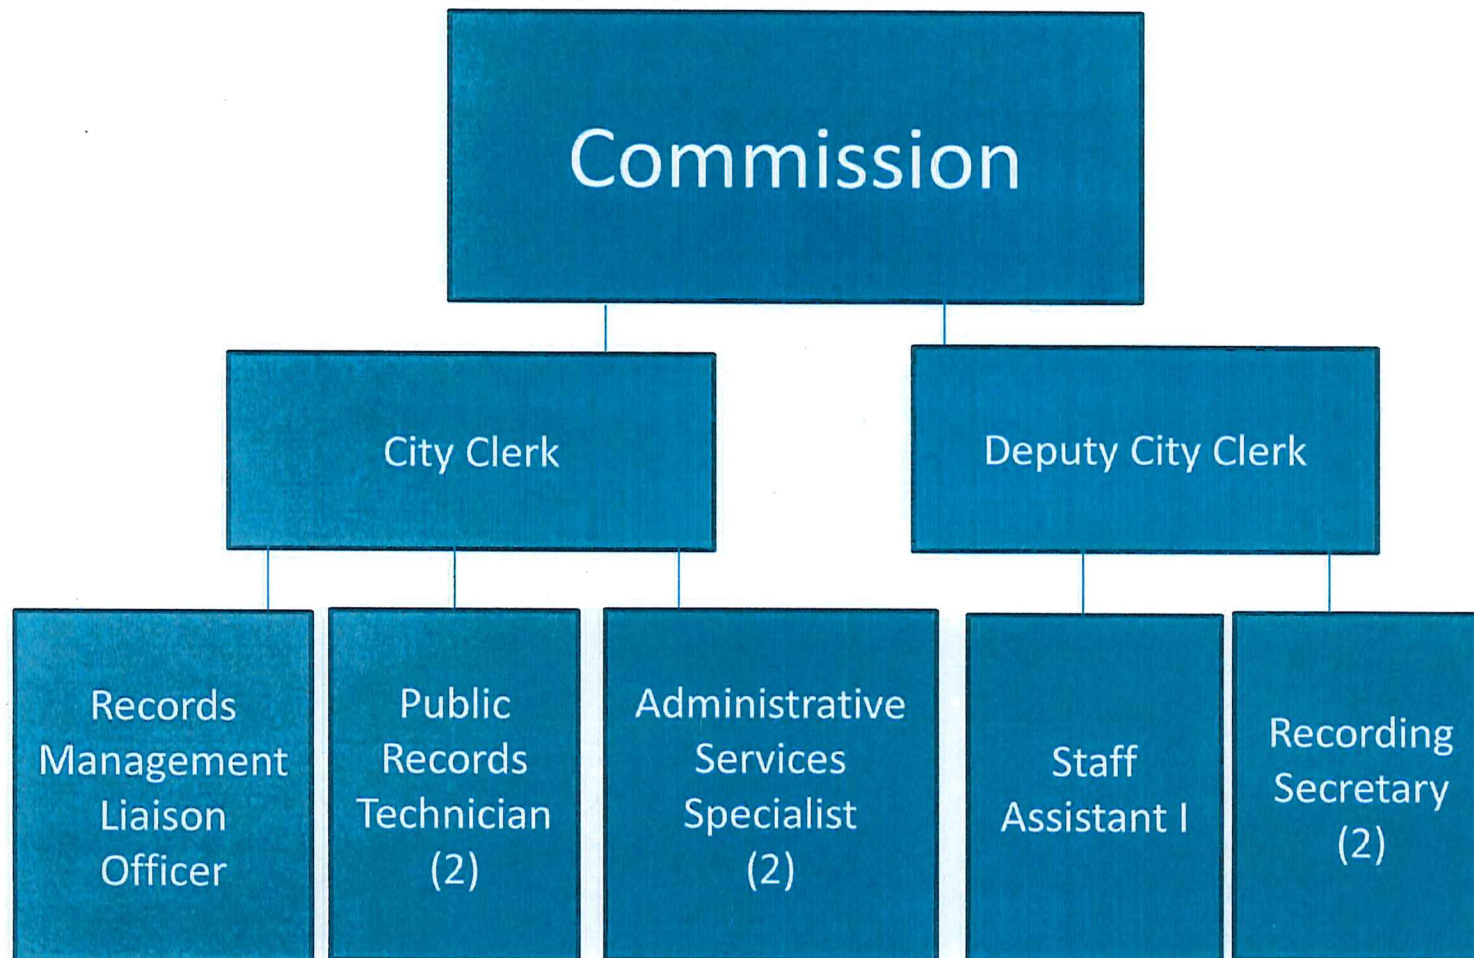 Commission
City Clerk
Deputy City Clerk
Records
Management
Liaison
Officer
Public
Records
Technician
(2)
Administrative
Services
Specialist
(2)
Staff
Assistant I
Recording
Secretary
(2)